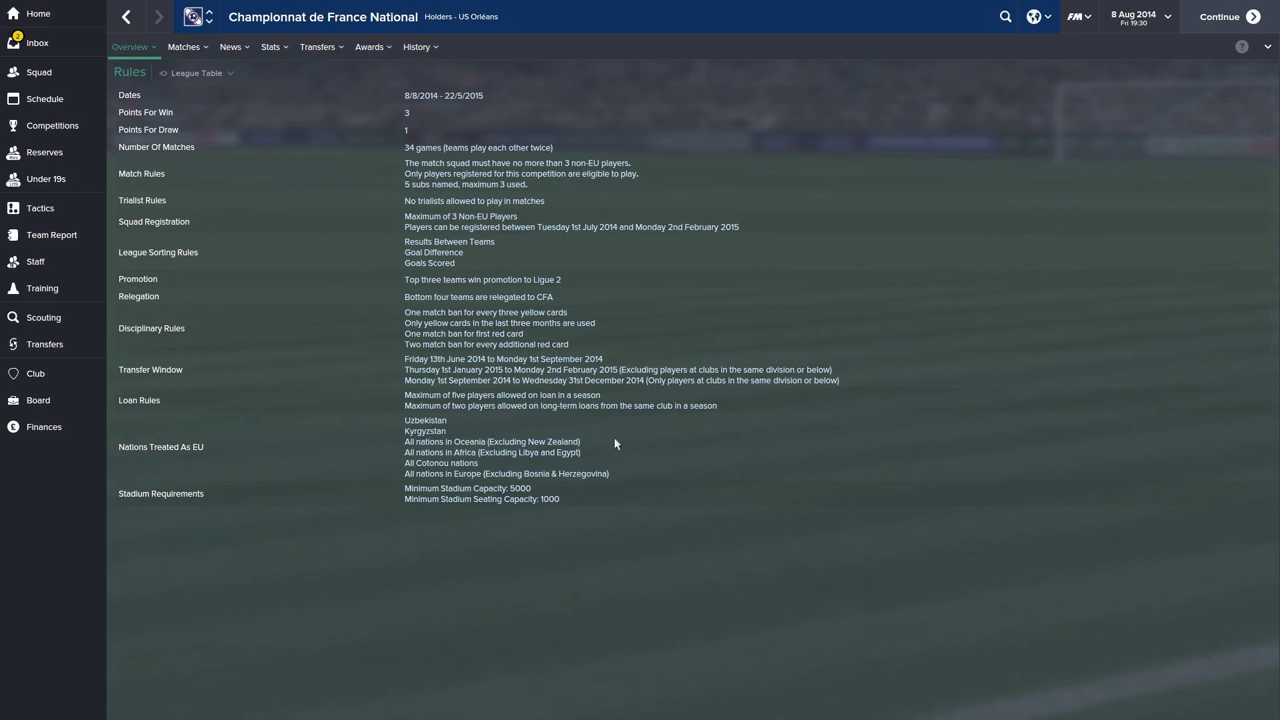 Home
Championnat de France National
Holders - US Orléans
FM
8 Aug 2014
Fri 19:30
Continue
2
Inbox
Overview
Matches
News
Stats
Transfers
Awards
History
?
Squad
Schedule
Competitions
Reserves
Under 19s
Tactics
Team Report
Staff
Training
Scouting
Transfers
Club
Board
Finances
Rules
League Table
Dates
8/8/2014 - 22/5/2015
Points For Win
3
Points For Draw
1
Number Of Matches
34 games (teams play each other twice)
Match Rules
The match squad must have no more than 3 non-EU players.
Only players registered for this competition are eligible to play.
5 subs named, maximum 3 used.
Trialist Rules
No trialists allowed to play in matches
Squad Registration
Maximum of 3 Non-EU Players
Players can be registered between Tuesday 1st July 2014 and Monday 2nd February 2015
League Sorting Rules
Results Between Teams
Goal Difference
Goals Scored
Promotion
Top three teams win promotion to Ligue 2
Relegation
Bottom four teams are relegated to CFA
Disciplinary Rules
One match ban for every three yellow cards
Only yellow cards in the last three months are used
One match ban for first red card
Two match ban for every additional red card
Transfer Window
Friday 13th June 2014 to Monday 1st September 2014
Thursday 1st January 2015 to Monday 2nd February 2015 (Excluding players at clubs in the same division or below)
Monday 1st September 2014 to Wednesday 31st December 2014 (Only players at clubs in the same division or below)
Loan Rules
Maximum of five players allowed on loan in a season
Maximum of two players allowed on long-term loans from the same club in a season
Nations Treated As EU
Uzbekistan
Kyrgyzstan
All nations in Oceania (Excluding New Zealand)
All nations in Africa (Excluding Libya and Egypt)
All Cotonou nations
All nations in Europe (Excluding Bosnia & Herzegovina)
Stadium Requirements
Minimum Stadium Capacity: 5000
Minimum Stadium Seating Capacity: 1000